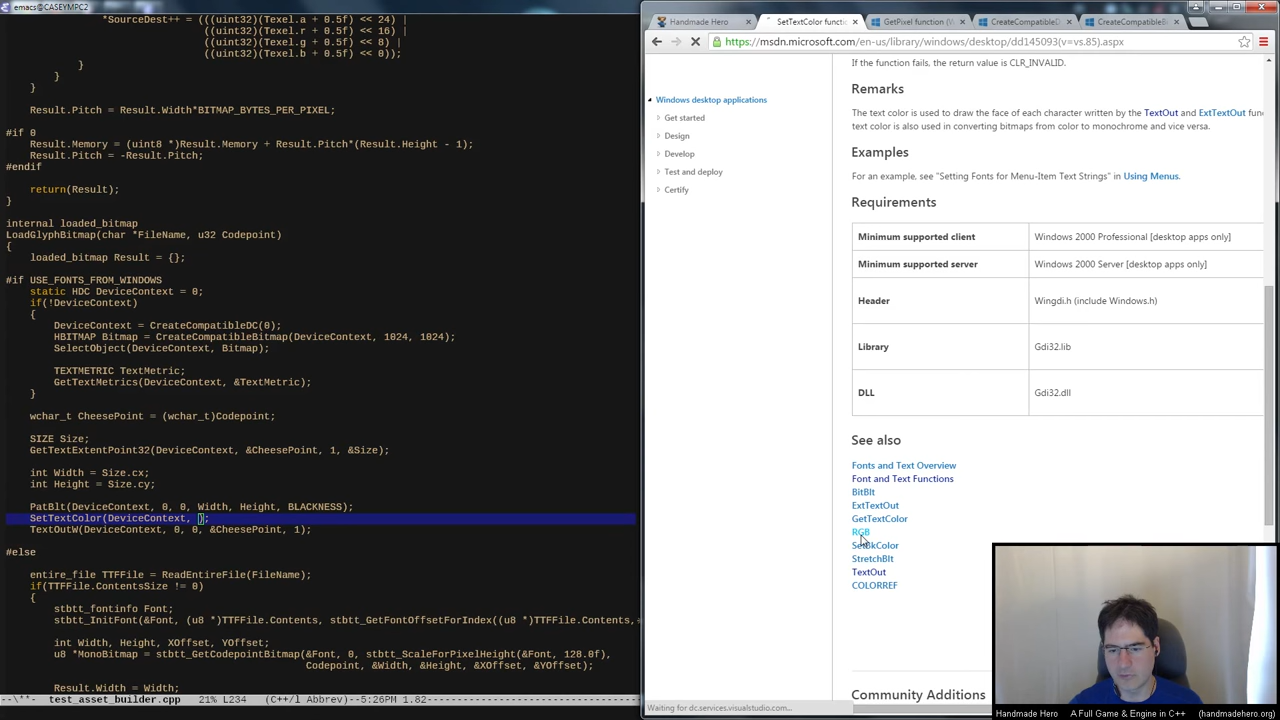 emacs@CASEYMPC2
*SourceDest++ = (((uint32)(Texel.a + 0.5f) << 24) |
((uint32)(Texel.r + 0.5f) << 16) |
((uint32)(Texel.g + 0.5f) << 8) |
((uint32)(Texel.b + 0.5f) << 0));
}
}
Result.Pitch = Result.Width*BITMAP_BYTES_PER_PIXEL;
#if 0
Result.Memory = (uint8 *)Result.Memory + Result.Pitch*(Result.Height - 1);
Result.Pitch = -Result.Pitch;
#endif
return(Result);
}
internal loaded_bitmap
LoadGlyphBitmap(char *FileName, u32 Codepoint)
{
loaded_bitmap Result = {};
#if USE_FONTS_FROM_WINDOWS
static HDC DeviceContext = 0;
if(!DeviceContext)
{
DeviceContext = CreateCompatibleDC(0);
HBITMAP Bitmap = CreateCompatibleBitmap(DeviceContext, 1024, 1024);
SelectObject(DeviceContext, Bitmap);
TEXTMETRIC TextMetric;
GetTextMetrics(DeviceContext, &TextMetric);
}
wchar_t CheesePoint = (wchar_t)Codepoint;
SIZE Size;
GetTextExtentPoint32(DeviceContext, &CheesePoint, 1, &Size);
int Width = Size.cx;
int Height = Size.cy;
PatBlt(DeviceContext, 0, 0, Width, Height, BLACKNESS);
SetTextColor(DeviceContext, );
TextOutW(DeviceContext, 0, 0, &CheesePoint, 1);
#else
entire_file TTFFile = ReadEntireFile(FileName);
if(TTFFile.ContentsSize != 0)
{
stbtt_fontinfo Font;
stbtt_InitFont(&Font, (u8 *)TTFFile.Contents, stbtt_GetFontOffsetForIndex((u8 *)TTFFile.Contents,
int Width, Height, XOffset, YOffset;
u8 *MonoBitmap = stbtt_GetCodepointBitmap(&Font, 0, stbtt_ScaleForPixelHeight(&Font, 128.0f),
Codepoint, &Width, &Height, &XOffset, &YOffset);
Result.Width = Width;
--\**- test_asset_builder.cpp 21% L234 (C++/l Abbrev)--5:26PM 1.82
Handmade Hero
SetTextColor functi
GetPixel function (W
CreateCompatibleD
CreateCompatibleBi
https://msdn.microsoft.com/en-us/library/windows/desktop/dd145093(v=vs.85).aspx
Windows desktop applications
Get started
Design
Develop
Test and deploy
Certify
If the function fails, the return value is CLR_INVALID.
Remarks
The text color is used to draw the face of each character written by the TextOut and ExtTextOut func
text color is also used in converting bitmaps from color to monochrome and vice versa.
Examples
For an example, see "Setting Fonts for Menu-Item Text Strings" in Using Menus.
Requirements
Minimum supported client Windows 2000 Professional [desktop apps only]
Minimum supported server Windows 2000 Server [desktop apps only]
Header Wingdi.h (include Windows.h)
Library Gdi32.lib
DLL Gdi32.dll
See also
Fonts and Text Overview
Font and Text Functions
BitBlt
ExtTextOut
GetTextColor
RGB
SetBkColor
StretchBlt
TextOut
COLORREF
Community Additions
Waiting for dc.services.visualstudio.com...
Handmade Hero A Full Game & Engine in C++ (handmadehero.org)